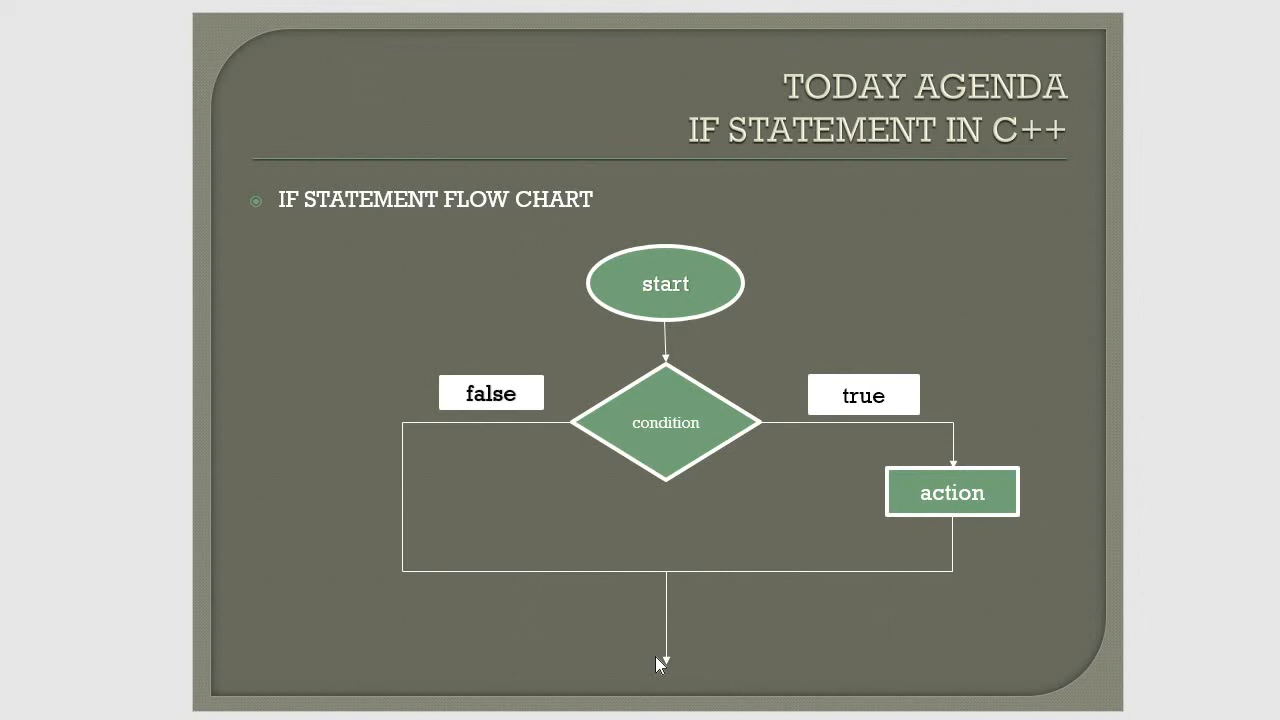 TODAY AGENDA
IF STATEMENT IN C++
IF STATEMENT FLOW CHART
start
false
true
condition
action